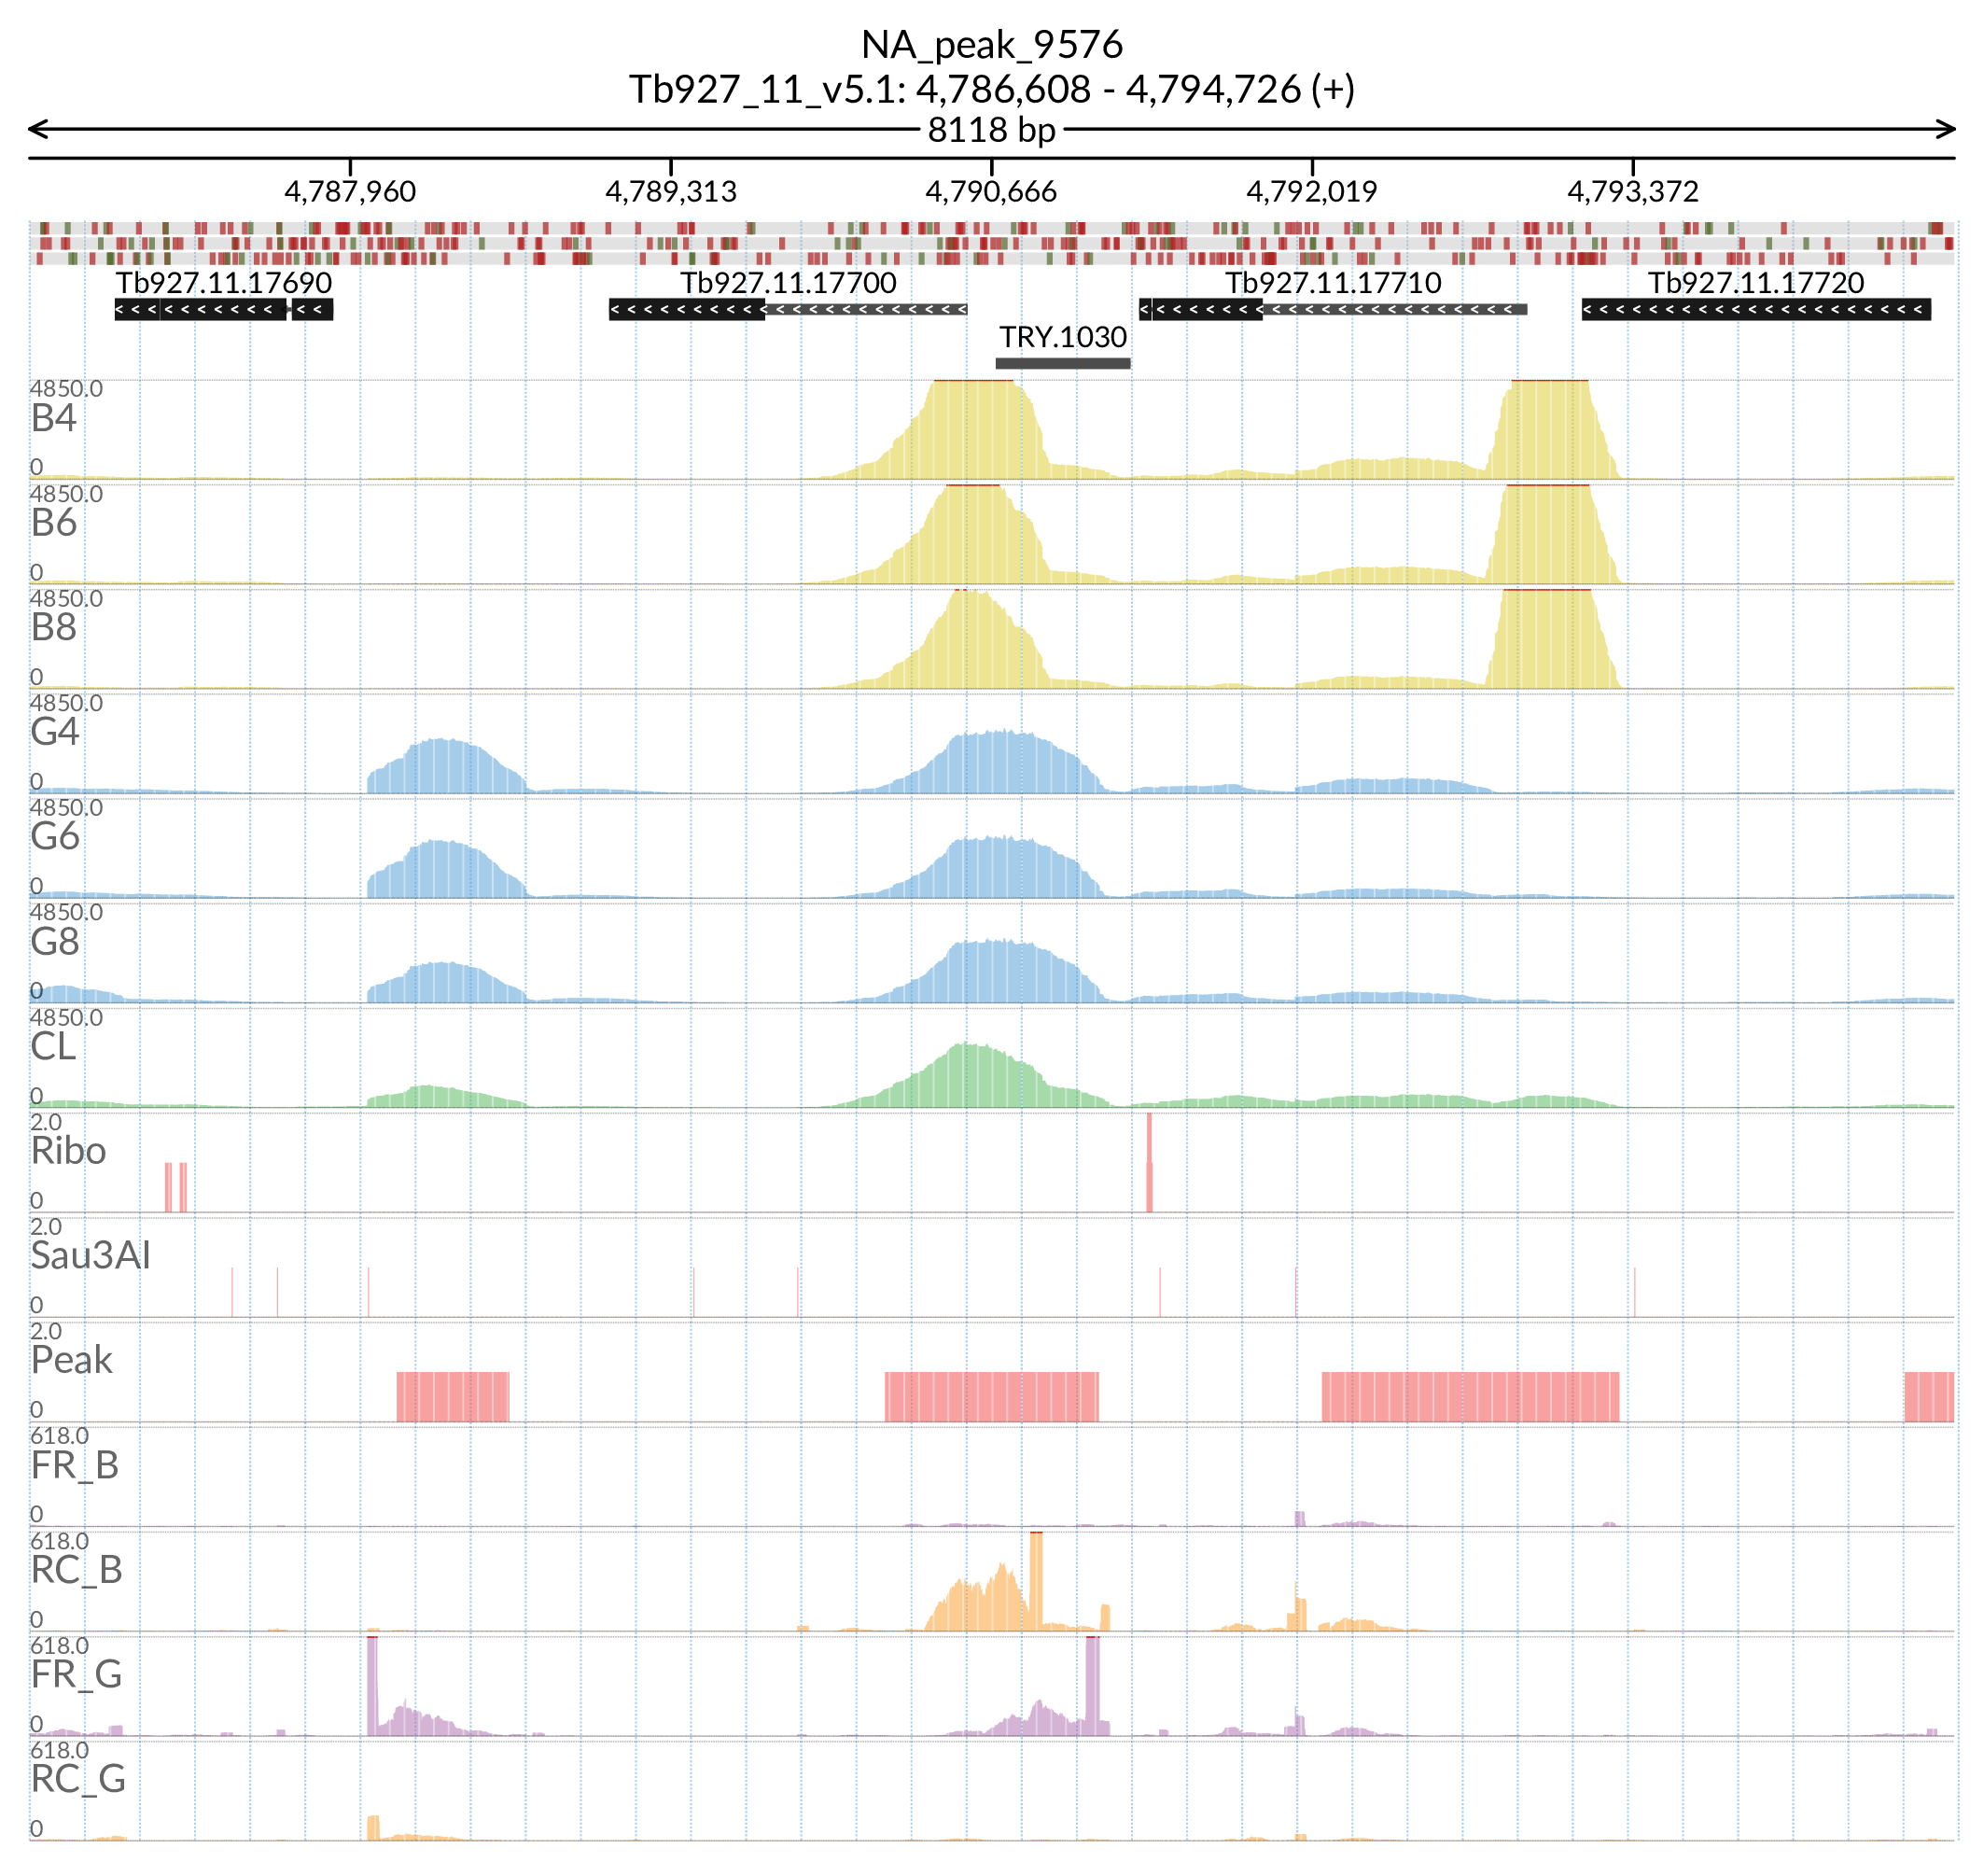 NA_peak_9576
Tb927_11_v5.1: 4,786,608 - 4,794,726 (+)
8118 bp
4,787,960 4,789,313 4,790,666 4,792,019 4,793,372
Tb927.11.17690 Tb927.11.17700 Tb927.11.17710 Tb927.11.17720
TRY.1030
4850.0
B4
0
4850.0
B6
0
4850.0
B8
0
4850.0
G4
0
4850.0
G6
0
4850.0
G8
0
4850.0
CL
0
2.0
Ribo
0
2.0
Sau3AI
0
2.0
Peak
0
618.0
FR_B
0
618.0
RC_B
0
618.0
FR_G
0
618.0
RC_G
0